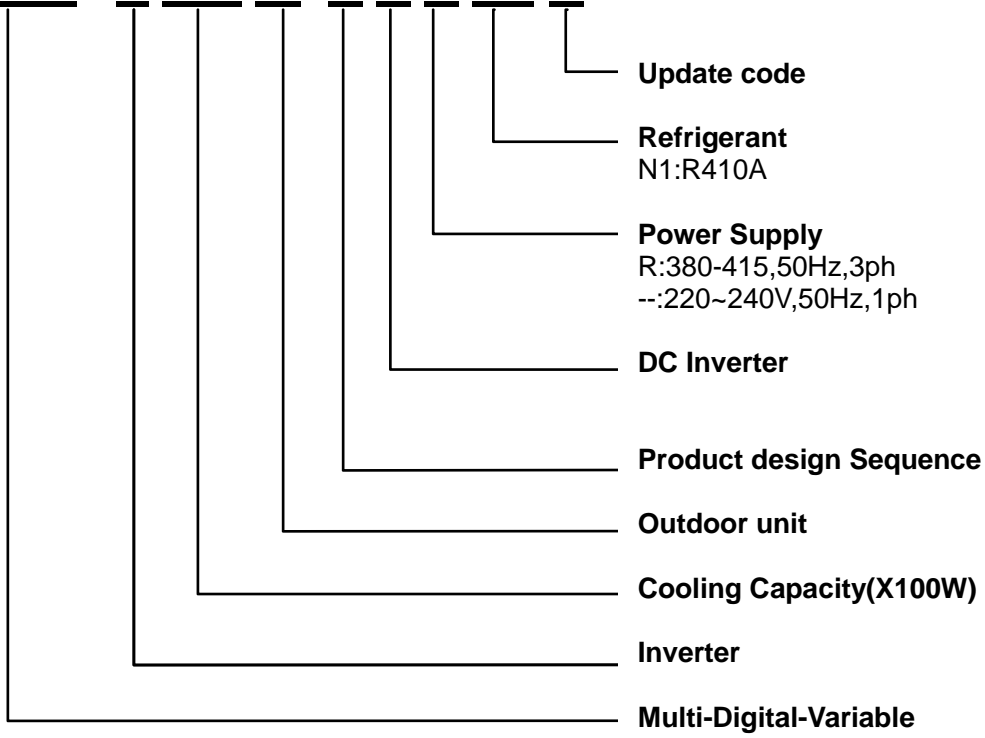 Update code
Refrigerant
N1:R410A
Power Supply
R:380-415,50Hz,3ph
--:220~240V,50Hz,1ph
DC Inverter
Product design Sequence
Outdoor unit
Cooling Capacity(X100W)
Inverter
Multi-Digital-Variable